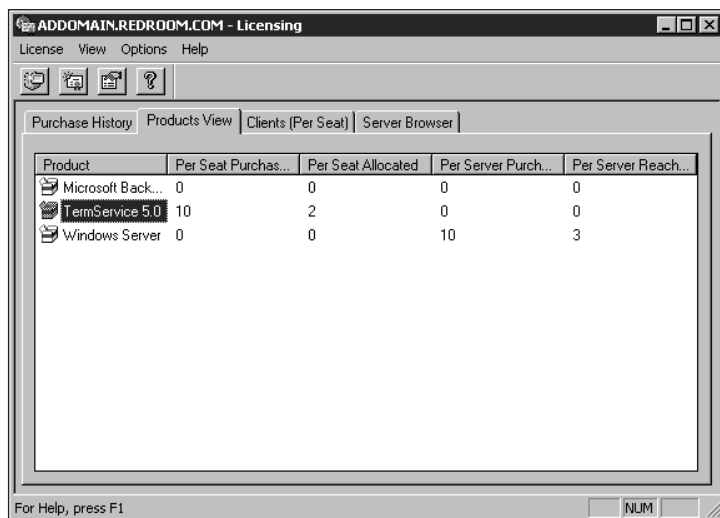 ADDOMAIN.REDROOM.COM - Licensing
License View Options Help
Purchase History Products View Clients (Per Seat) Server Browser
Product Per Seat Purchas... Per Seat Allocated Per Server Purch... Per Server Reach...
Microsoft Back... 0 0 0 0
TermService 5.0 10 2 0 0
Windows Server 0 0 10 3
For Help, press F1 NUM